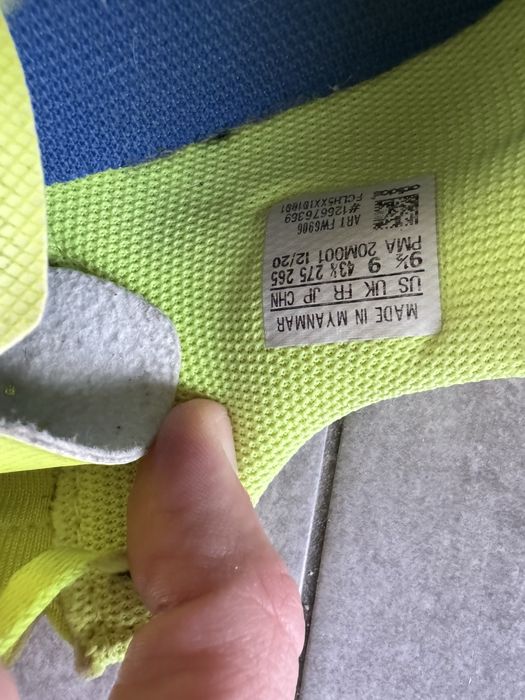 MADE IN MYANMAR
US UK FR JP CHN
9½ 9 43⅓ 275 265
PMA 20M001 12/20
ART FW6906
#125676369
adidas